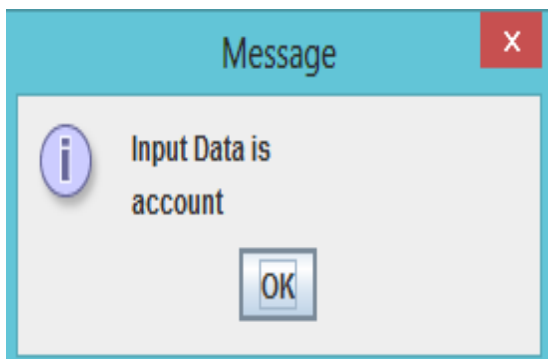 Message
x
i
Input Data is
account
OK